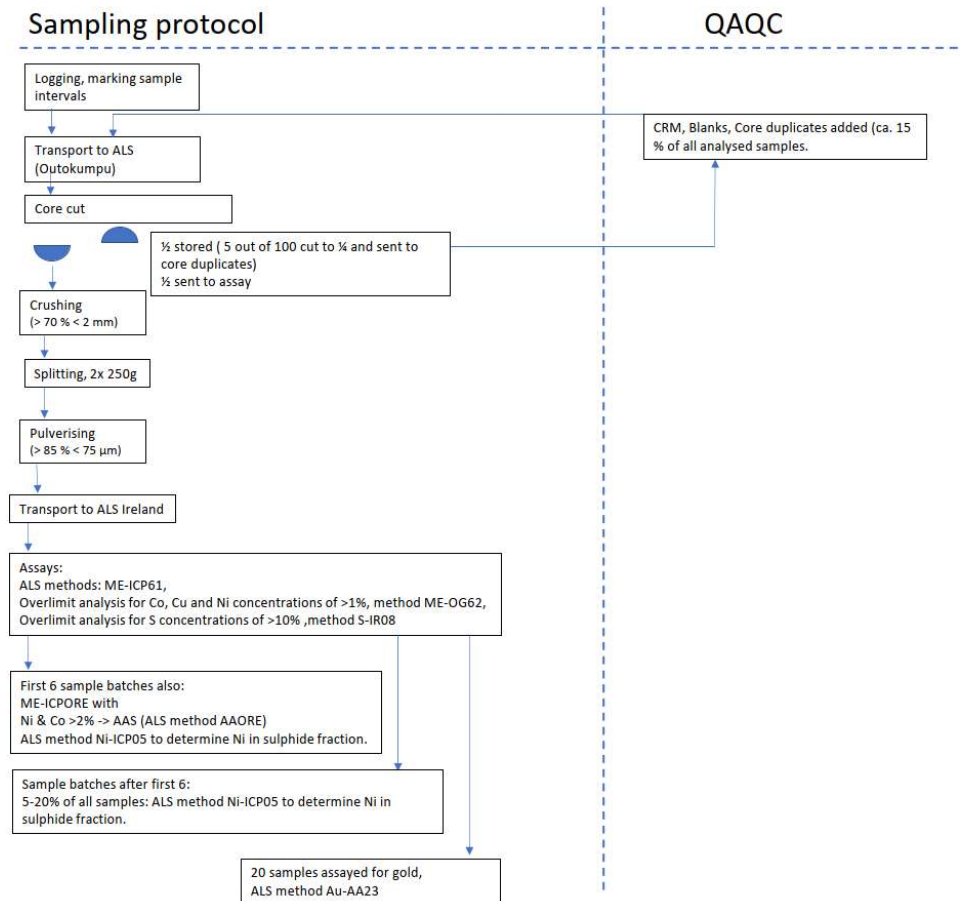 Sampling protocol
QAQC
Logging, marking sample
intervals
CRM, Blanks, Core duplicates added (ca. 15
% of all analysed samples.
Transport to ALS
(Outokumpu)
Core cut
½ stored ( 5 out of 100 cut to ¼ and sent to
core duplicates)
½ sent to assay
Crushing
(> 70 % < 2 mm)
Splitting, 2x 250g
Pulverising
(> 85 % < 75 µm)
Transport to ALS Ireland
Assays:
ALS methods: ME-ICP61,
Overlimit analysis for Co, Cu and Ni concentrations of >1%, method ME-OG62,
Overlimit analysis for S concentrations of >10% ,method S-IR08
First 6 sample batches also:
ME-ICPORE with
Ni & Co >2% -> AAS (ALS method AAORE)
ALS method Ni-ICP05 to determine Ni in sulphide fraction.
Sample batches after first 6:
5-20% of all samples: ALS method Ni-ICP05 to determine Ni in
sulphide fraction.
20 samples assayed for gold,
ALS method Au-AA23